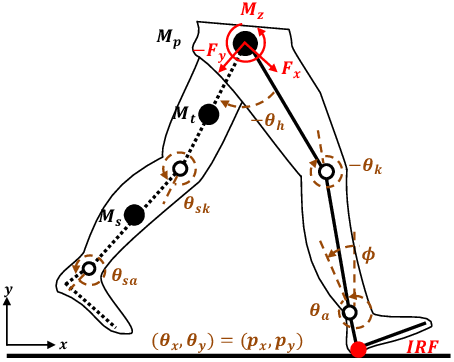 M_z
M_p
−F_y
F_x
M_t
−θ_h
−θ_k
θ_sk
M_s
ϕ
θ_sa
θ_a
y
x
(θ_x, θ_y) = (p_x, p_y)
IRF